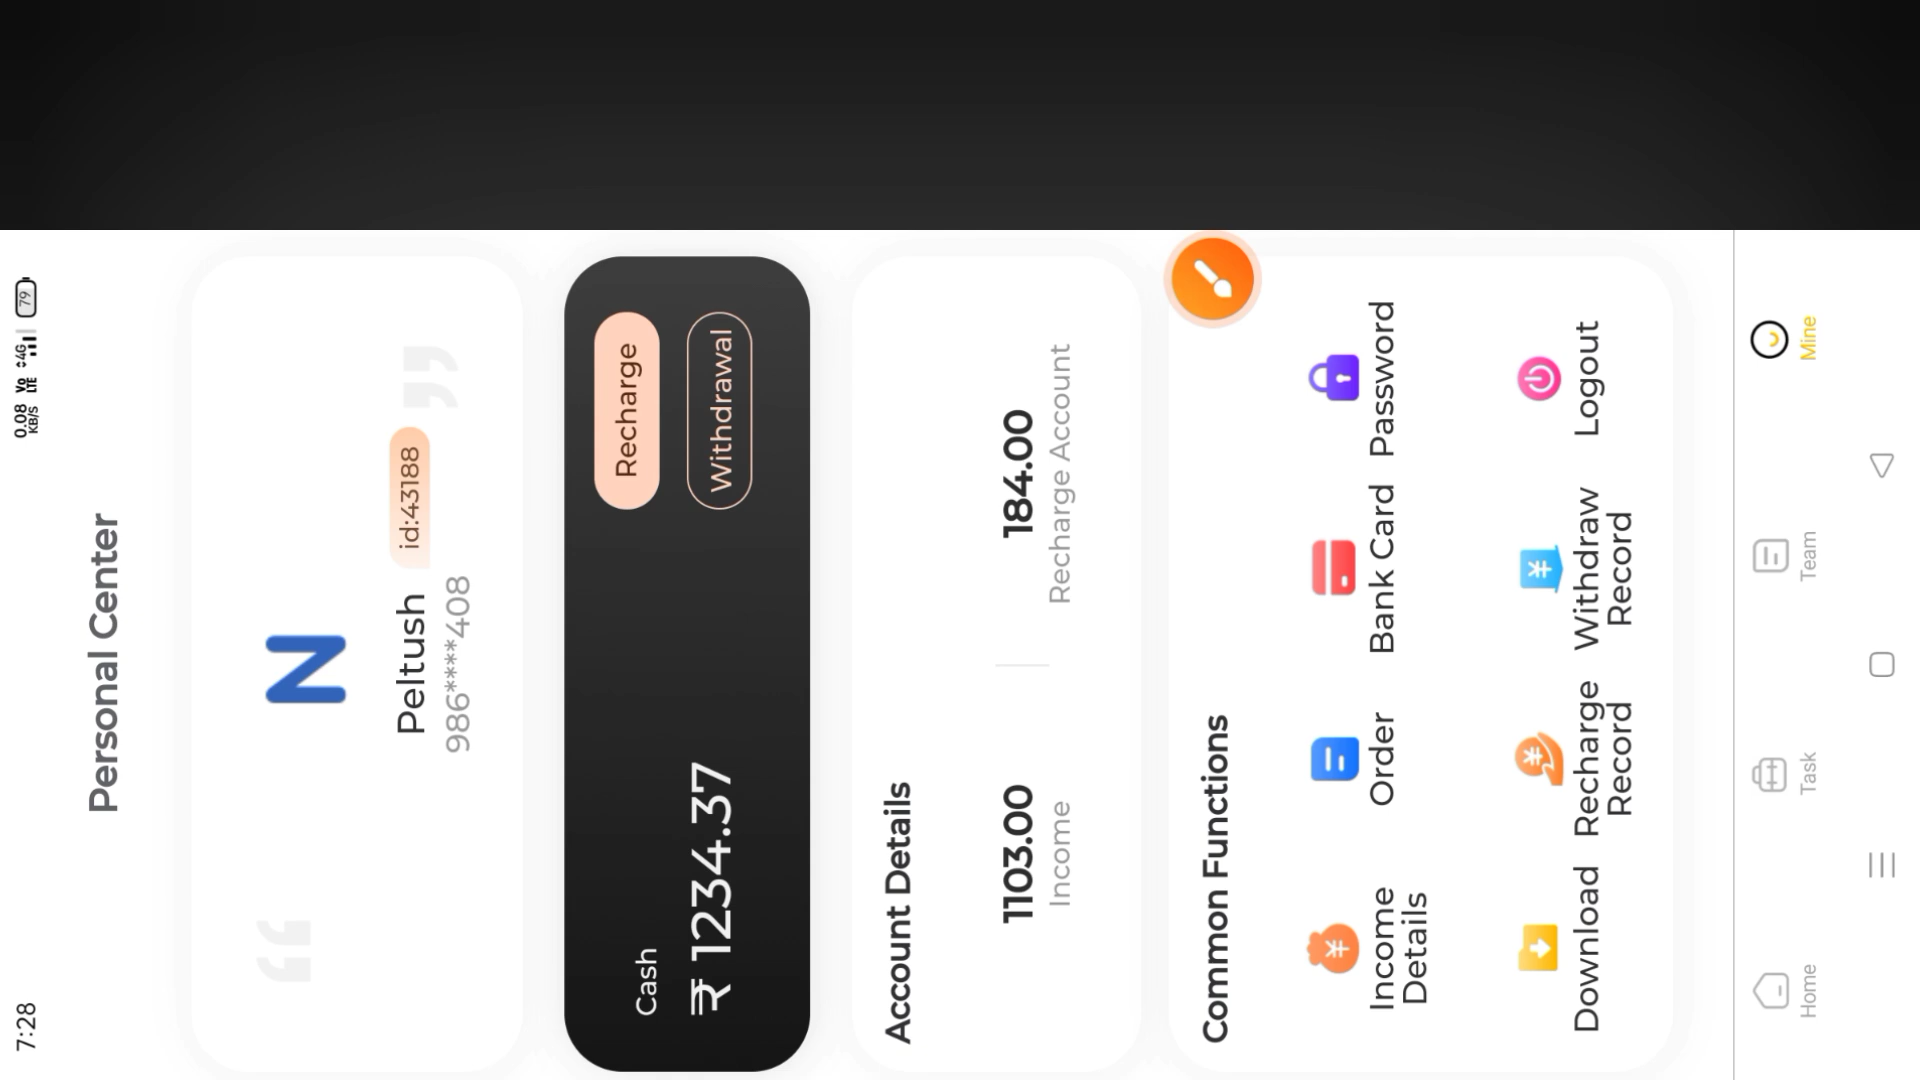 7:28
0.08 KB/S Vo LTE 4G 79
Personal Center
N
Peltush id:43188
986****408
Cash
₹ 1234.37
Recharge
Withdrawal
Account Details
1103.00 184.00
Income Recharge Account
Common Functions
Income Details
Order
Bank Card
Password
Download
Recharge Record
Withdraw Record
Logout
Home Task Team Mine